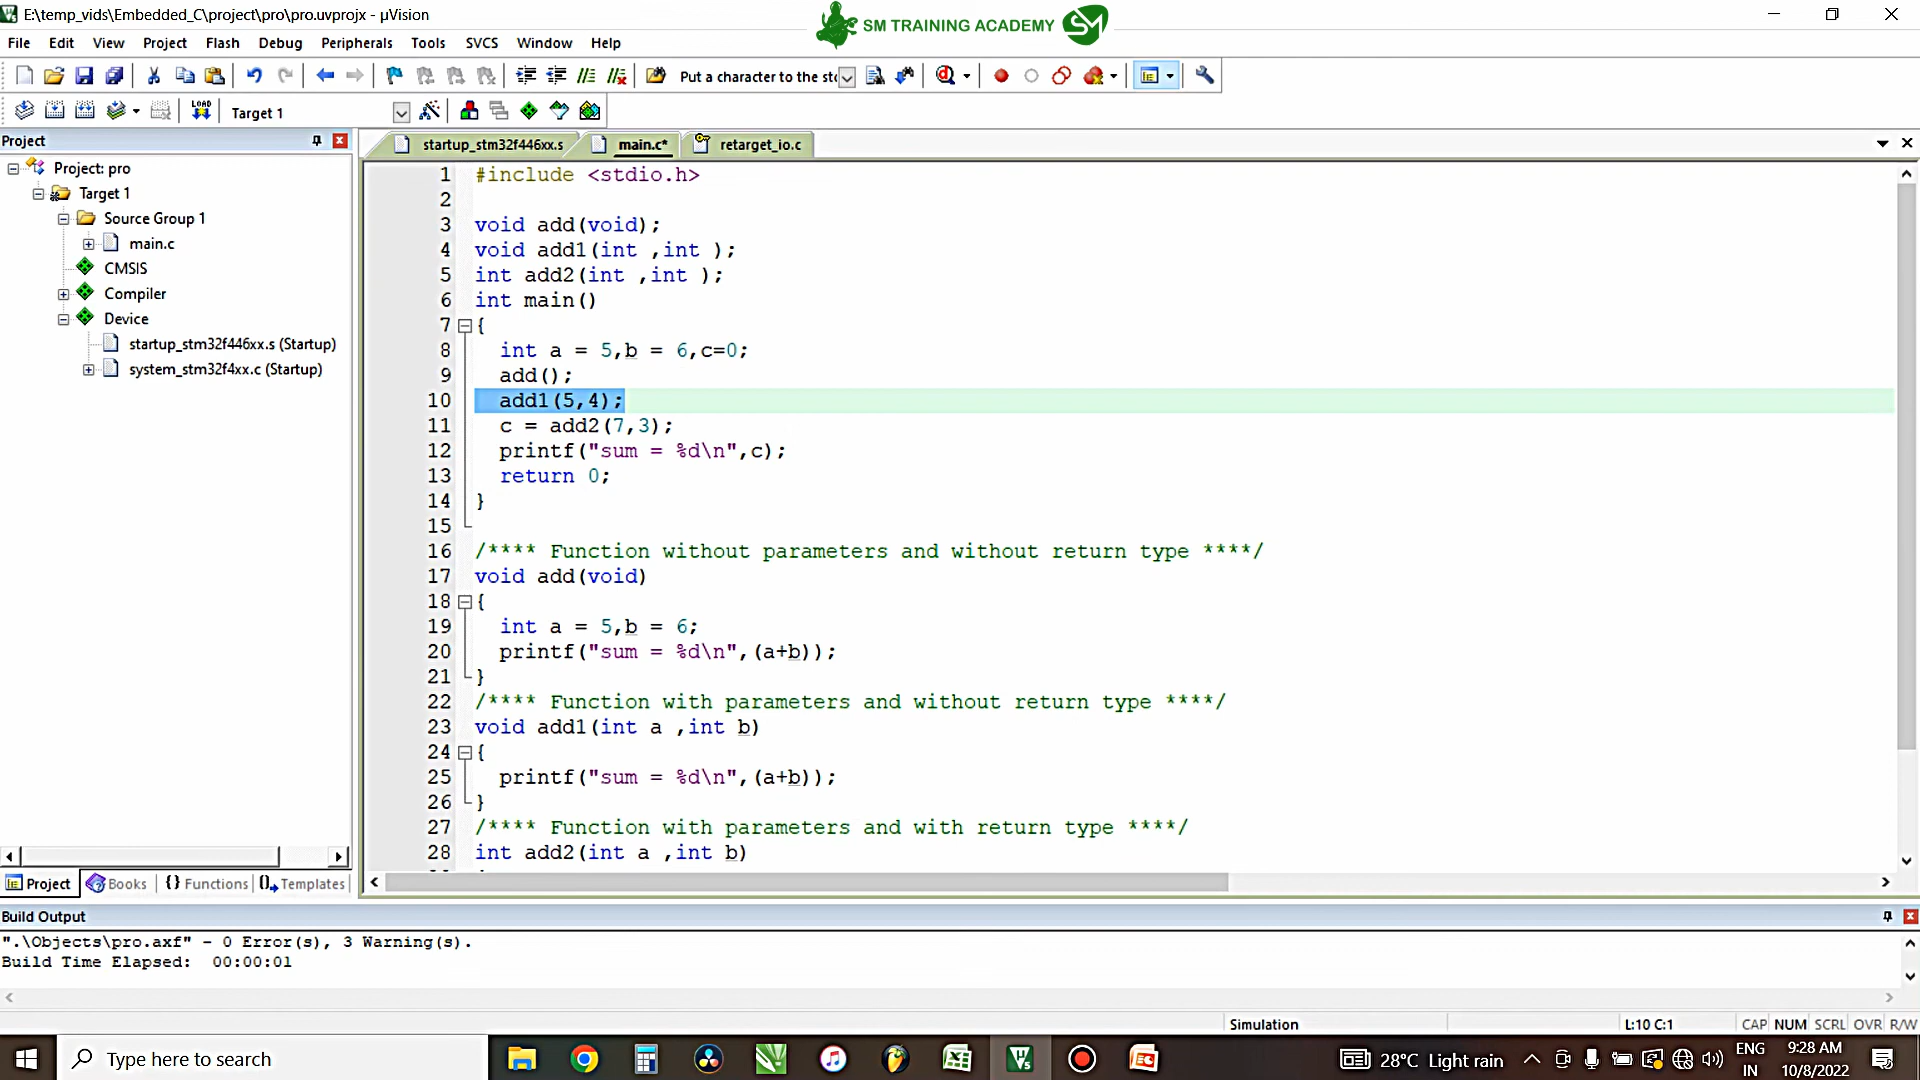 E:\temp_vids\Embedded_C\project\pro\pro.uvprojx - µVision
SM TRAINING ACADEMY SM
File Edit View Project Flash Debug Peripherals Tools SVCS Window Help
Put a character to the sto
LOAD Target 1
Project
startup_stm32f446xx.s main.c* retarget_io.c
Project: pro
Target 1
Source Group 1
main.c
CMSIS
Compiler
Device
startup_stm32f446xx.s (Startup)
system_stm32f4xx.c (Startup)
1 #include <stdio.h>
2
3 void add(void);
4 void add1(int ,int );
5 int add2(int ,int );
6 int main()
7 {
8 int a = 5,b = 6,c=0;
9 add();
10 add1(5,4);
11 c = add2(7,3);
12 printf("sum = %d\n",c);
13 return 0;
14 }
15
16 /**** Function without parameters and without return type ****/
17 void add(void)
18 {
19 int a = 5,b = 6;
20 printf("sum = %d\n",(a+b));
21 }
22 /**** Function with parameters and without return type ****/
23 void add1(int a ,int b)
24 {
25 printf("sum = %d\n",(a+b));
26 }
27 /**** Function with parameters and with return type ****/
28 int add2(int a ,int b)
Project Books {} Functions Templates
Build Output
".\Objects\pro.axf" - 0 Error(s), 3 Warning(s).
Build Time Elapsed: 00:00:01
Simulation L:10 C:1 CAP NUM SCRL OVR R/W
Type here to search
28°C Light rain
ENG
IN
9:28 AM
10/8/2022